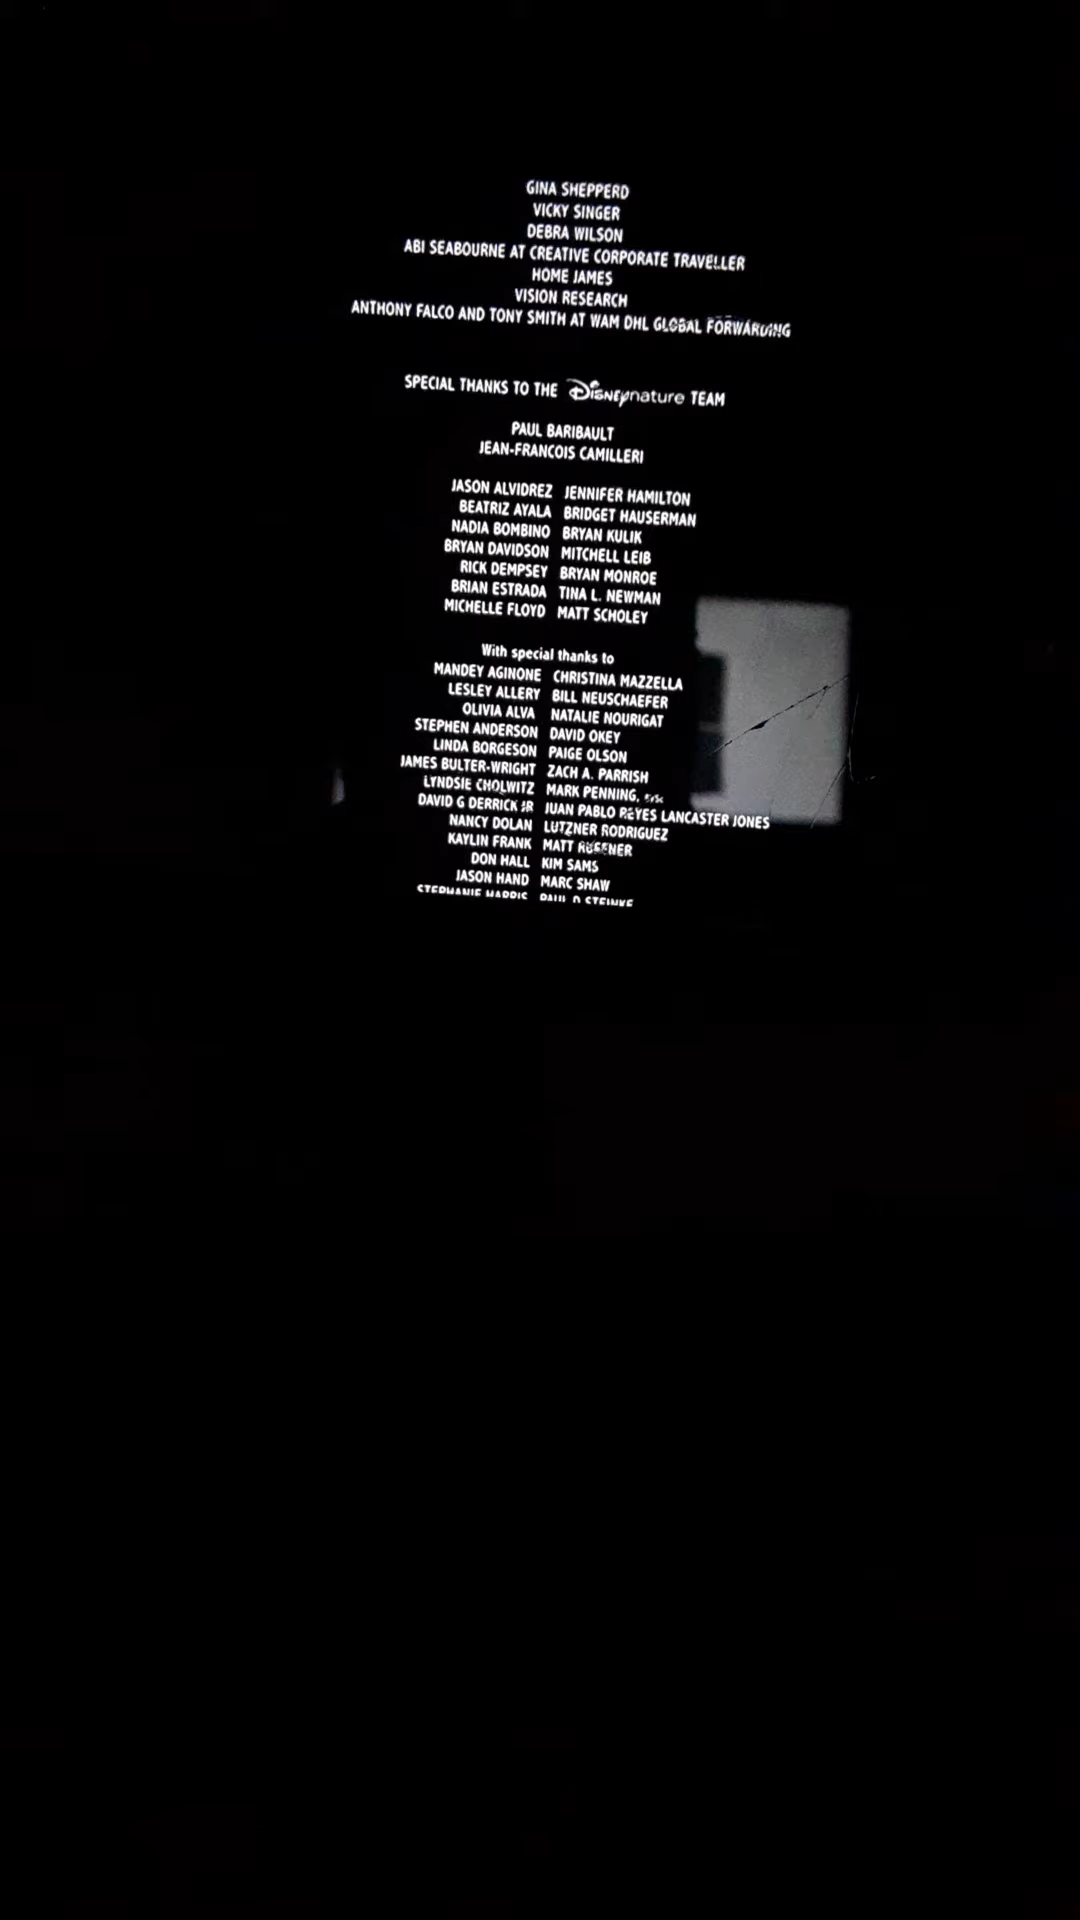 GINA SHEPPERD
VICKY SINGER
DEBRA WILSON
ABI SEABOURNE AT CREATIVE CORPORATE TRAVELLER
HOME JAMES
VISION RESEARCH
ANTHONY FALCO AND TONY SMITH AT WAM DHL GLOBAL FORWARDING
SPECIAL THANKS TO THE Disneynature TEAM
PAUL BARIBAULT
JEAN-FRANCOIS CAMILLERI
JASON ALVIDREZ JENNIFER HAMILTON
BEATRIZ AYALA BRIDGET HAUSERMAN
NADIA BOMBINO BRYAN KULIK
BRYAN DAVIDSON MITCHELL LEIB
RICK DEMPSEY BRYAN MONROE
BRIAN ESTRADA TINA L. NEWMAN
MICHELLE FLOYD MATT SCHOLEY
With special thanks to
MANDEY AGINONE CHRISTINA MAZZELLA
LESLEY ALLERY BILL NEUSCHAEFER
OLIVIA ALVA NATALIE NOURIGAT
STEPHEN ANDERSON DAVID OKEY
LINDA BORGESON PAIGE OLSON
JAMES BULTER-WRIGHT ZACH A. PARRISH
LYNDSIE CHOLWITZ MARK PENNING,
DAVID G DERRICK JR JUAN PABLO REYES LANCASTER JONES
NANCY DOLAN LUTZNER RODRIGUEZ
KAYLIN FRANK MATT
DON HALL KIM SAMS
JASON HAND MARC SHAW
STEPHANIE HARRIS PAUL D STEINKE